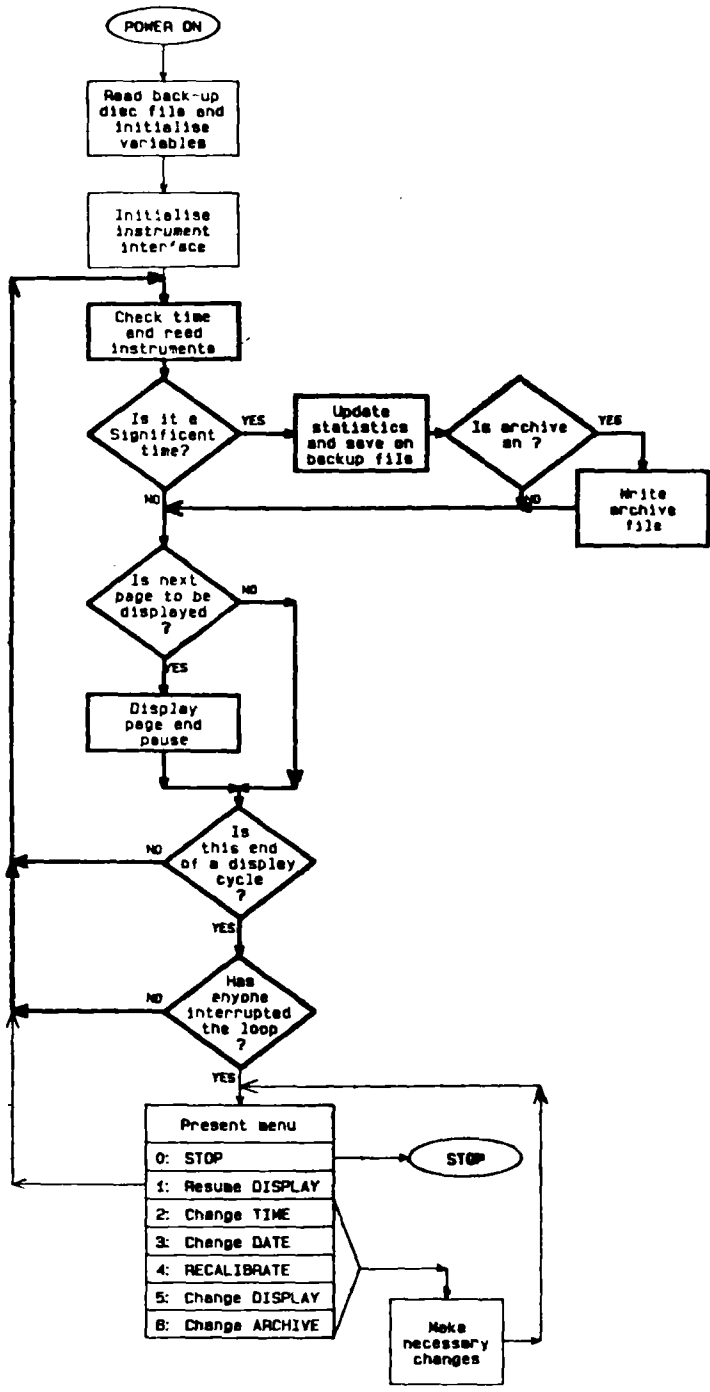 POWER ON
Read back-up
disc file and
initialise
variables
Initialise
instrument
interface
Check time
and read
instruments
Is it a
Significant
time?
YES
NO
Update
statistics
and save on
backup file
Is archive
on ?
YES
NO
Write
archive
file
Is next
page to be
displayed
?
NO
YES
Display
page and
pause
Is
this end
of a display
cycle
?
NO
YES
Has
anyone
interrupted
the loop
?
NO
YES
Present menu
0: STOP
1: Resume DISPLAY
2: Change TIME
3: Change DATE
4: RECALIBRATE
5: Change DISPLAY
6: Change ARCHIVE
STOP
Make
necessary
changes